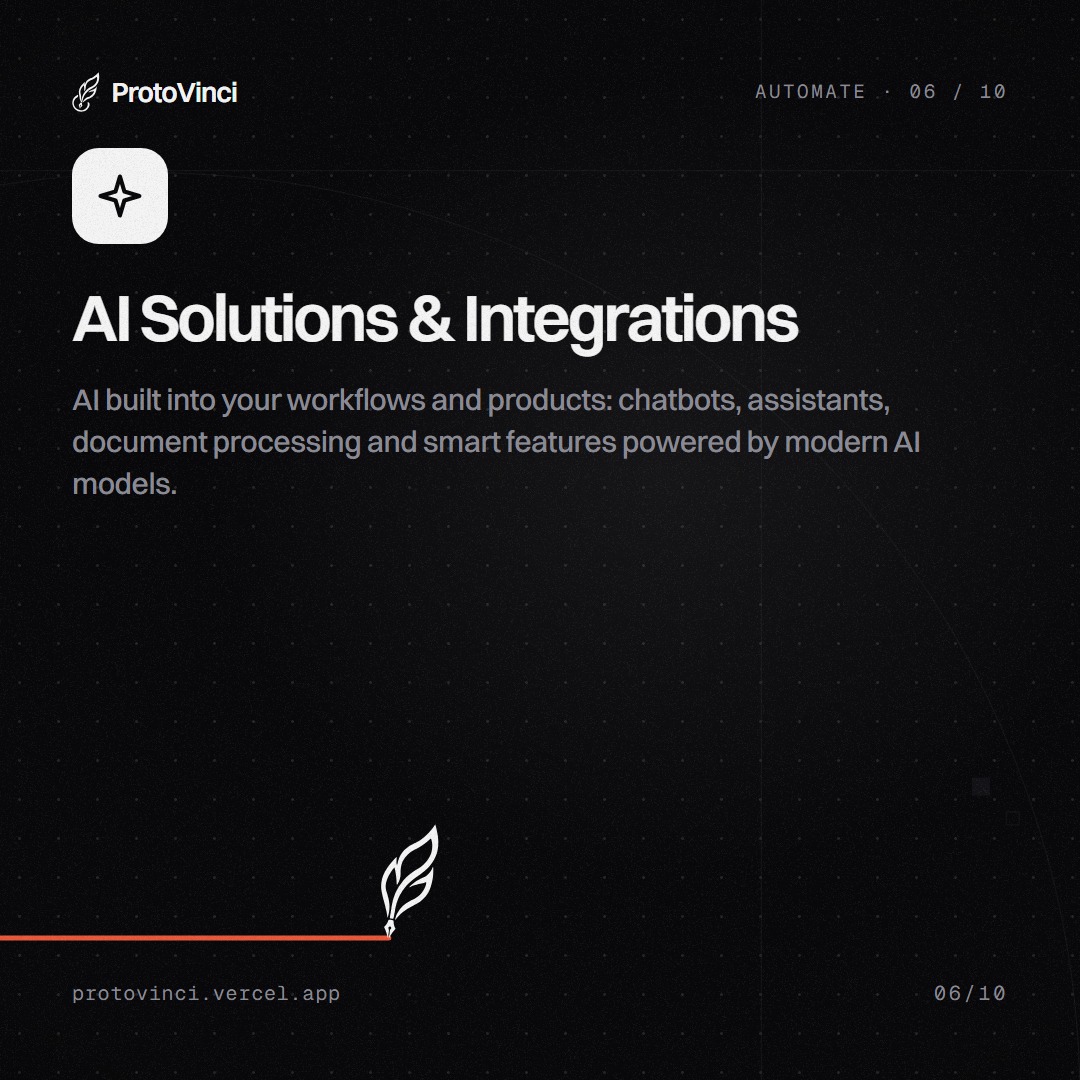 ProtoVinci
AUTOMATE · 06 / 10
AI Solutions & Integrations
AI built into your workflows and products: chatbots, assistants,
document processing and smart features powered by modern AI
models.
protovinci.vercel.app
06/10